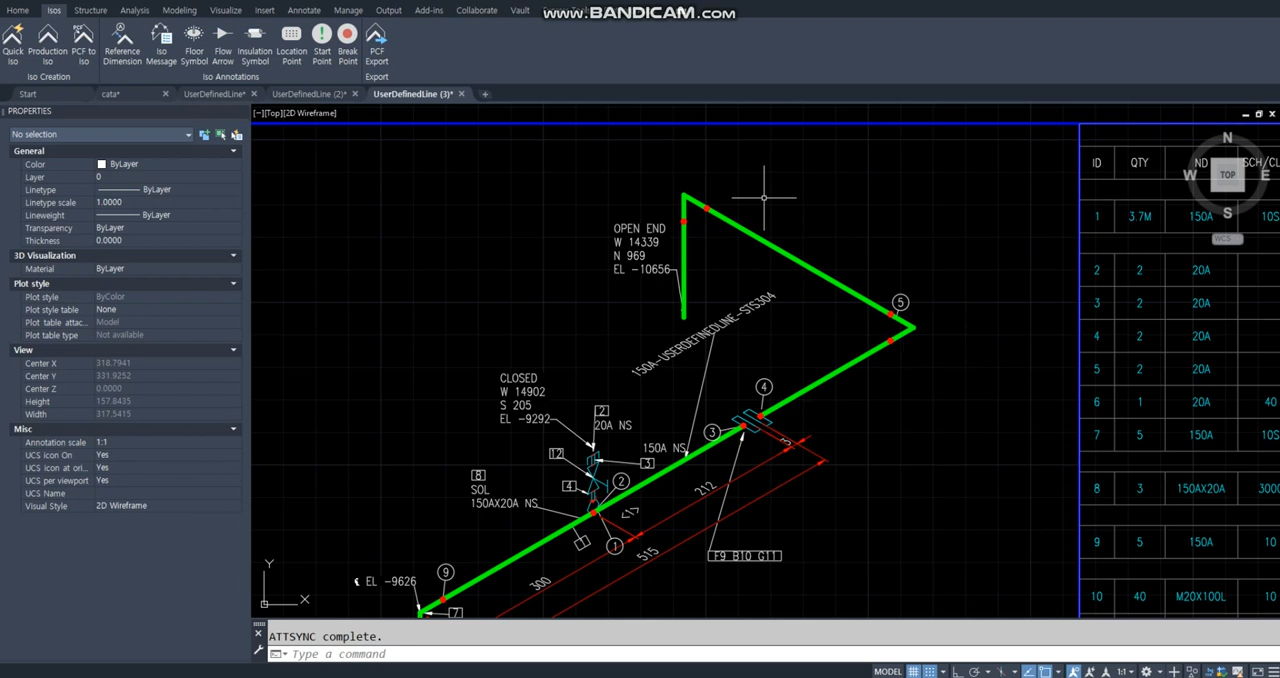 www.BANDICAM.com
Home Isos Structure Analysis Modeling Visualize Insert Annotate Manage Output Add-ins Collaborate Vault
Quick Iso
Production Iso
PCF to Iso
Reference Dimension
Iso Message
Floor Symbol
Flow Arrow
Insulation Symbol
Location Point
Start Point
Break Point
PCF Export
Iso Creation
Iso Annotations
Export
Start cata* UserDefinedLine* UserDefinedLine (2)* UserDefinedLine (3)*
PROPERTIES
No selection
General
Color ByLayer
Layer 0
Linetype ByLayer
Linetype scale 1.0000
Lineweight ByLayer
Transparency ByLayer
Thickness 0.0000
3D Visualization
Material ByLayer
Plot style
Plot style ByColor
Plot style table None
Plot table attac... Model
Plot table type Not available
View
Center X 318.7941
Center Y 331.9252
Center Z 0.0000
Height 157.8435
Width 317.5415
Misc
Annotation scale 1:1
UCS icon On Yes
UCS icon at ori... Yes
UCS per viewport Yes
UCS Name
Visual Style 2D Wireframe
[−][Top][2D Wireframe]
OPEN END
W 14339
N 969
EL -10656
150A-USERDEFINEDLINE-STS304
5
4
3
CLOSED
W 14902
S 205
EL -9292
2
20A NS
12
3
4
150A NS
8
SOL
150AX20A NS
2
1
1
<1>
3
212
515
300
F9 B10 G11
EL -9626
9
7
Y
X
N
W TOP E
S
WCS
ID QTY ND SCH/CL
1 3.7M 150A 10S
2 2 20A
3 2 20A
4 2 20A
5 2 20A
6 1 20A 40
7 5 150A 10S
8 3 150AX20A 3000
9 5 150A 10
10 40 M20X100L 10
ATTSYNC complete.
Type a command
MODEL
1:1